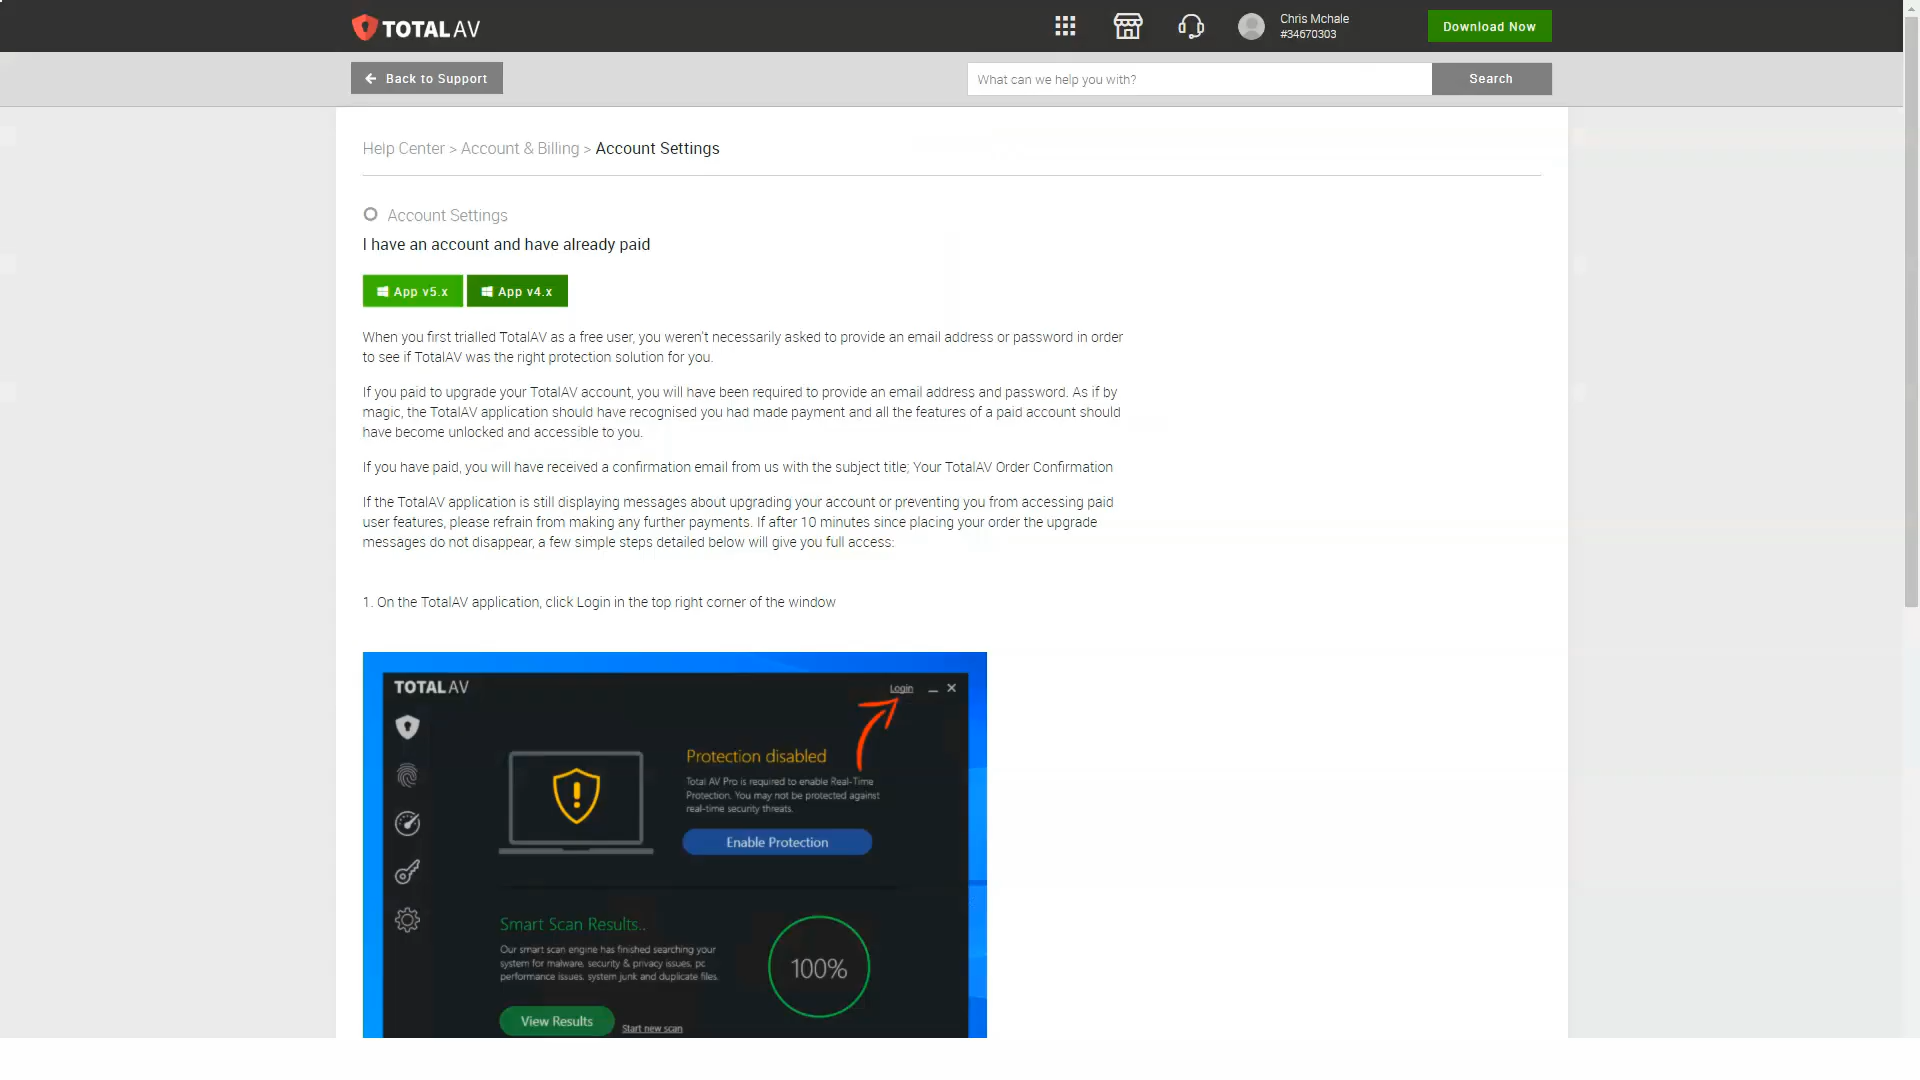 TOTALAV
Chris Mchale
#34670303
Download Now
Back to Support
What can we help you with?
Search
Help Center > Account & Billing > Account Settings
Account Settings
I have an account and have already paid
App v5.x
App v4.x
When you first trialled TotalAV as a free user, you weren't necessarily asked to provide an email address or password in order
to see if TotalAV was the right protection solution for you.
If you paid to upgrade your TotalAV account, you will have been required to provide an email address and password. As if by
magic, the TotalAV application should have recognised you had made payment and all the features of a paid account should
have become unlocked and accessible to you.
If you have paid, you will have received a confirmation email from us with the subject title; Your TotalAV Order Confirmation
If the TotalAV application is still displaying messages about upgrading your account or preventing you from accessing paid
user features, please refrain from making any further payments. If after 10 minutes since placing your order the upgrade
messages do not disappear, a few simple steps detailed below will give you full access:
1. On the TotalAV application, click Login in the top right corner of the window
TOTALAV
Login
Protection disabled
Total AV Pro is required to enable Real-Time
Protection. You may not be protected against
real-time security threats.
Enable Protection
Smart Scan Results..
Our smart scan engine has finished searching your
system for malware, security & privacy issues, pc
performance issues, system junk and duplicate files.
100%
View Results
Start new scan